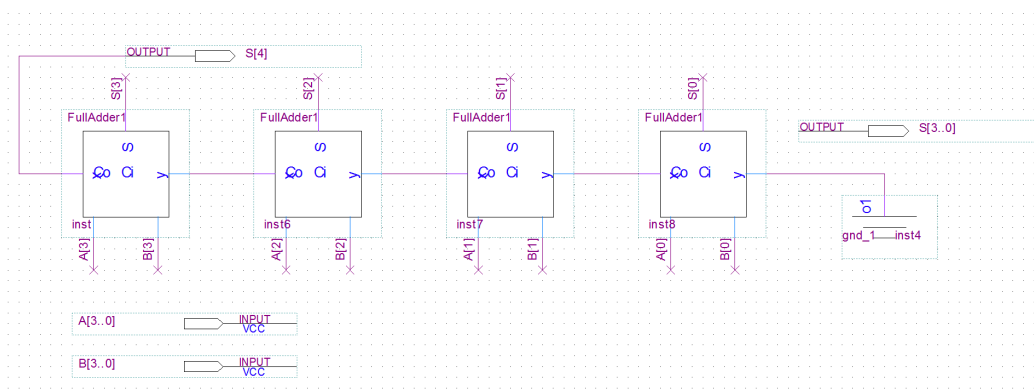 OUTPUT S[4]
S[3] S[2] S[1] S[0]
FullAdder1 FullAdder1 FullAdder1 FullAdder1
OUTPUT S[3..0]
S S S S
x Co Ci y x Co Ci y x Co Ci y x Co Ci y
o1
inst inst6 inst7 inst8
gnd_1 inst4
A[3] B[3] A[2] B[2] A[1] B[1] A[0] B[0]
A[3..0] INPUT
VCC
B[3..0] INPUT
VCC